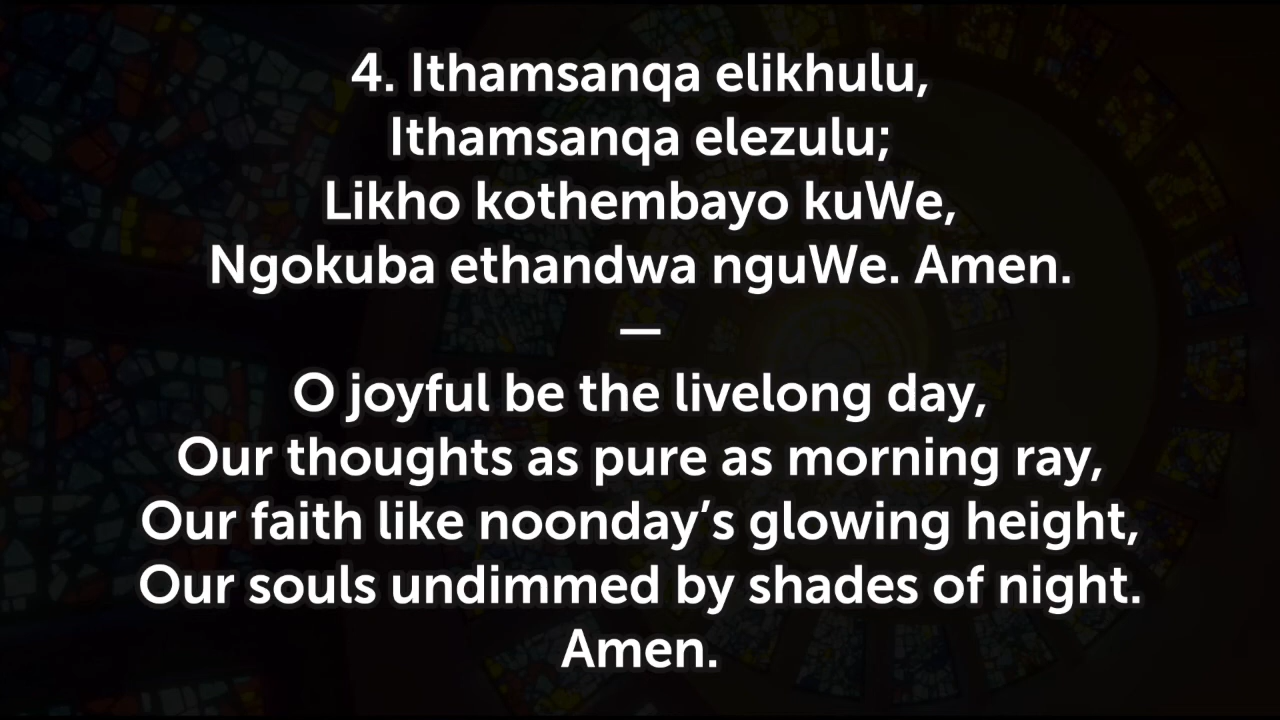 4. Ithamsanqa elikhulu,
Ithamsanqa elezulu;
Likho kothembayo kuWe,
Ngokuba ethandwa nguWe. Amen.
—
O joyful be the livelong day,
Our thoughts as pure as morning ray,
Our faith like noonday’s glowing height,
Our souls undimmed by shades of night.
Amen.